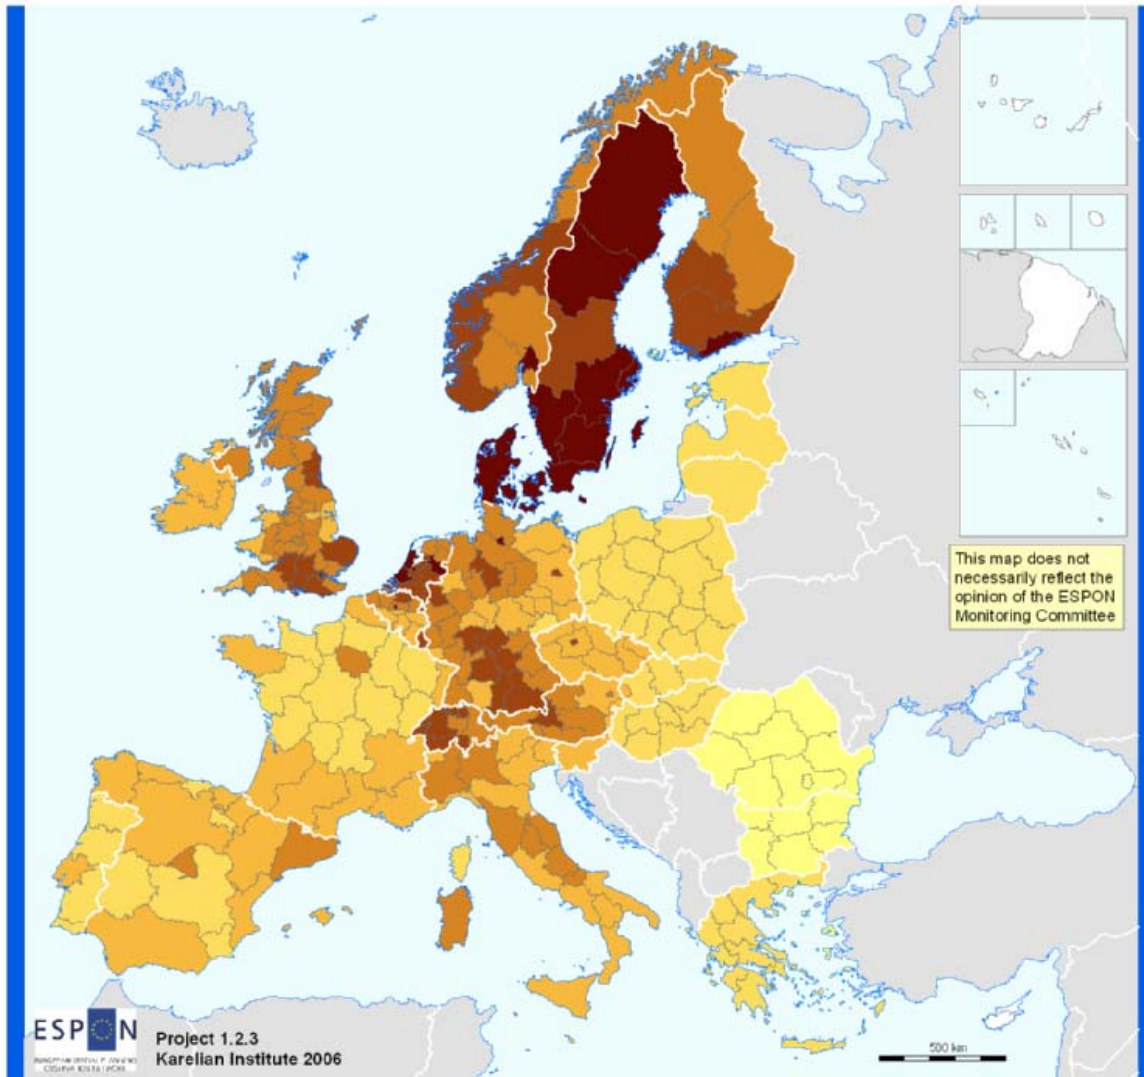 This map does not
necessarily reflect the
opinion of the ESPON
Monitoring Committee
ESPON
Project 1.2.3
Karelian Institute 2006
500 km